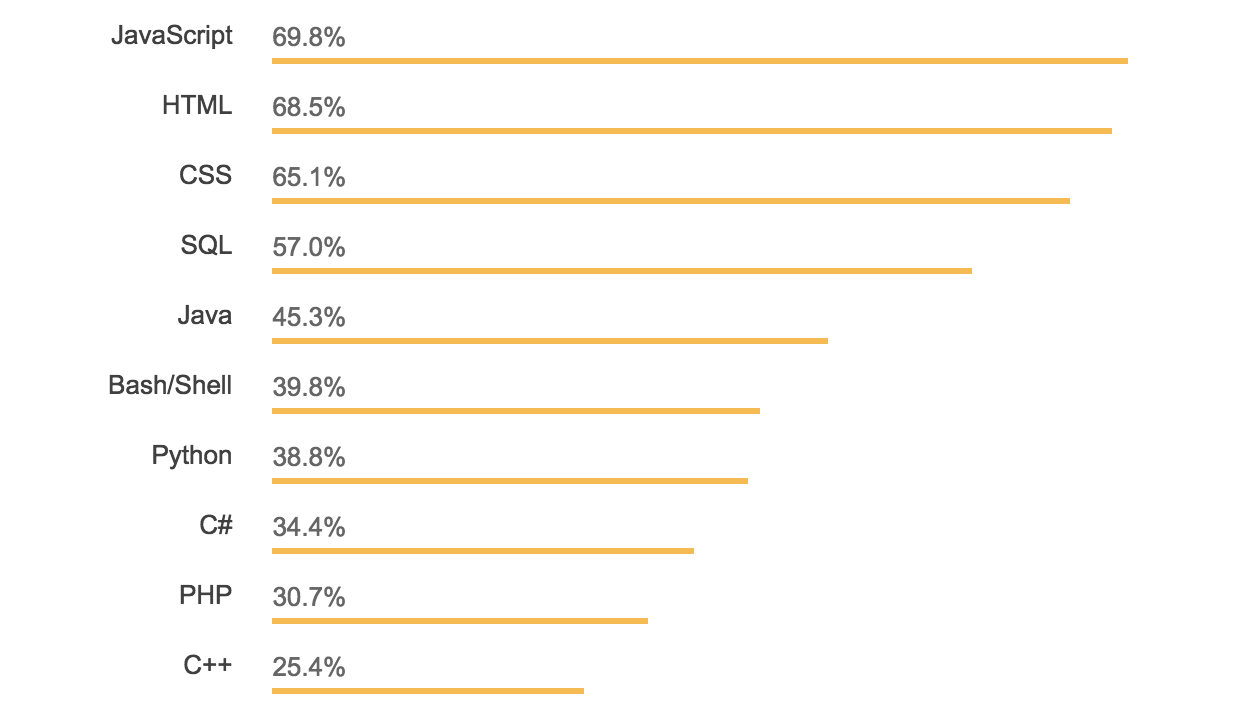 JavaScript 69.8%
HTML 68.5%
CSS 65.1%
SQL 57.0%
Java 45.3%
Bash/Shell 39.8%
Python 38.8%
C# 34.4%
PHP 30.7%
C++ 25.4%